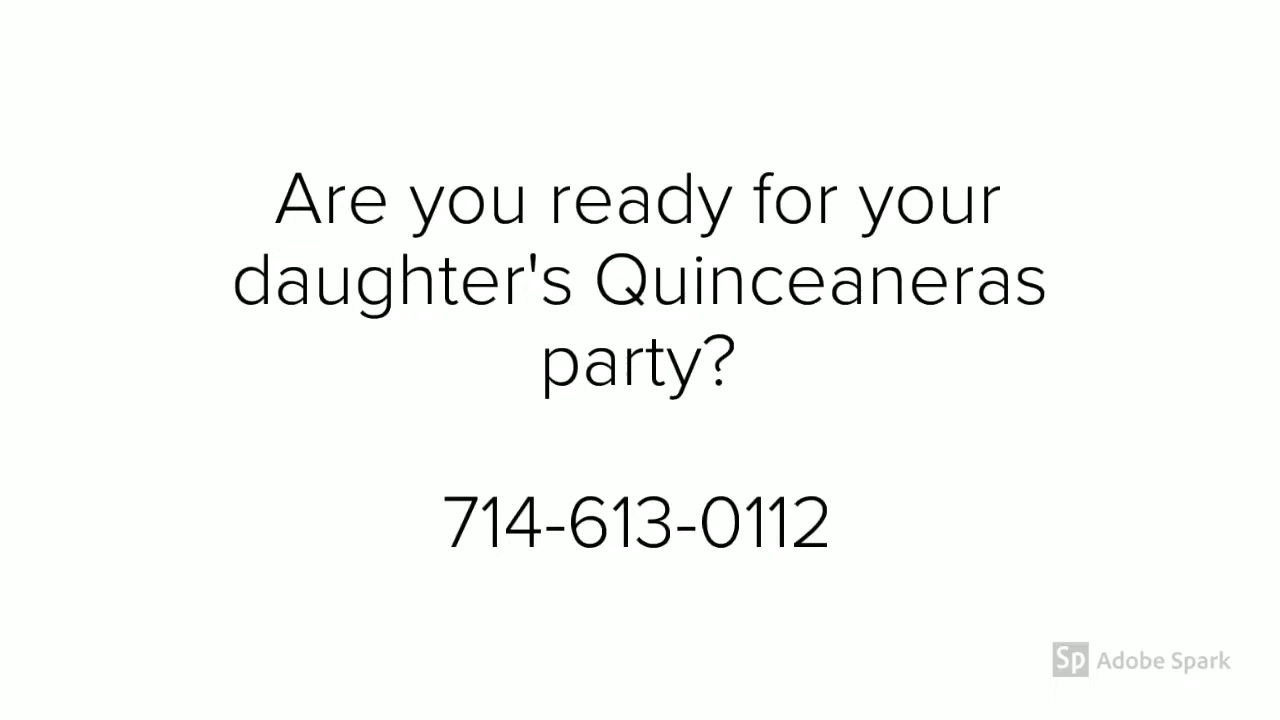 Are you ready for your
daughter's Quinceaneras
party?
714-613-0112
Sp Adobe Spark